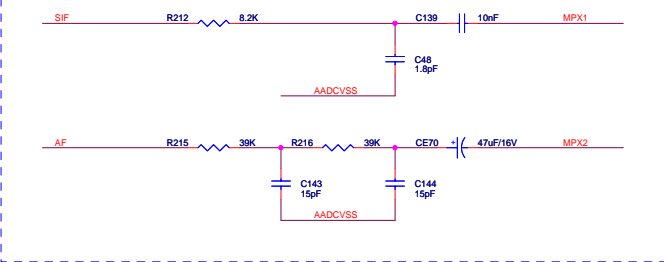 SIF R212 8.2K C139 10nF MPX1
C48
1.8pF
AADCVSS
AF R215 39K R216 39K CE70 + 47uF/16V MPX2
C143 C144
15pF 15pF
AADCVSS